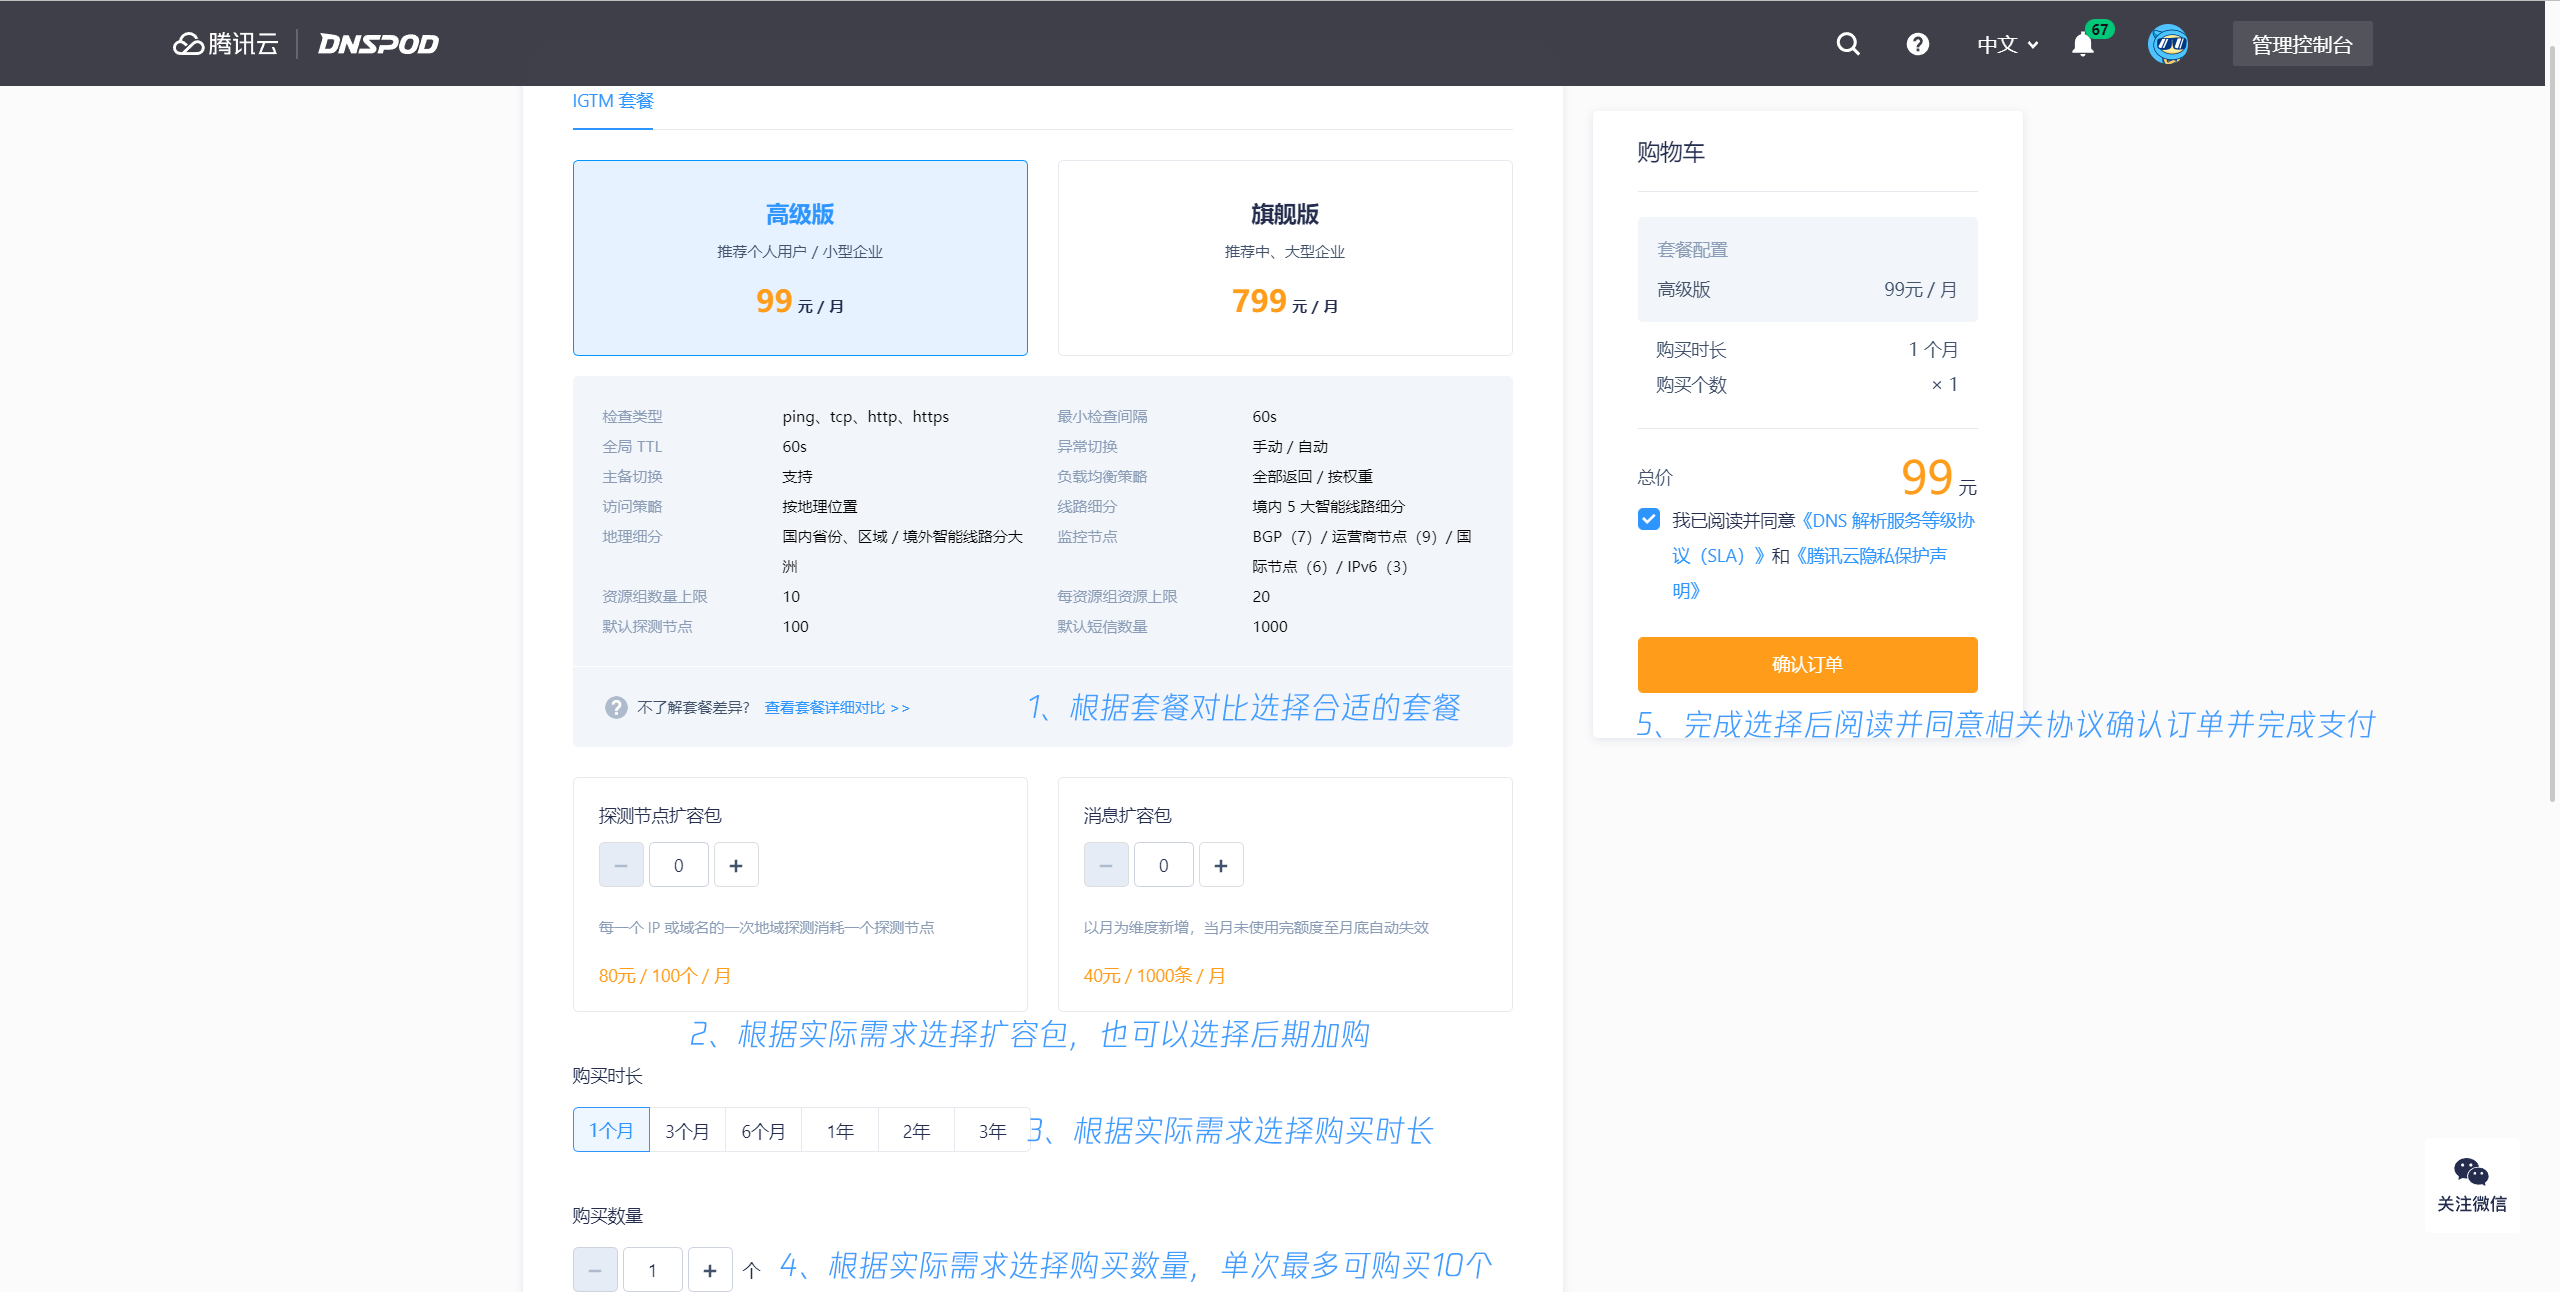 腾讯云 DNSPOD
中文
67
管理控制台
IGTM 套餐
高级版
推荐个人用户 / 小型企业
99 元 / 月
旗舰版
推荐中、大型企业
799 元 / 月
检查类型 ping、tcp、http、https 最小检查间隔 60s
全局 TTL 60s 异常切换 手动 / 自动
主备切换 支持 负载均衡策略 全部返回 / 按权重
访问策略 按地理位置 线路细分 境内 5 大智能线路细分
地理细分 国内省份、区域 / 境外智能线路分大 监控节点 BGP（7）/ 运营商节点（9）/ 国
洲 际节点（6）/ IPv6（3）
资源组数量上限 10 每资源组资源上限 20
默认探测节点 100 默认短信数量 1000
不了解套餐差异? 查看套餐详细对比 >>
1、根据套餐对比选择合适的套餐
探测节点扩容包
0
每一个 IP 或域名的一次地域探测消耗一个探测节点
80元 / 100个 / 月
消息扩容包
0
以月为维度新增，当月未使用完额度至月底自动失效
40元 / 1000条 / 月
2、根据实际需求选择扩容包，也可以选择后期加购
购买时长
1个月 3个月 6个月 1年 2年 3年
3、根据实际需求选择购买时长
购买数量
1 个
4、根据实际需求选择购买数量，单次最多可购买10个
购物车
套餐配置
高级版 99元 / 月
购买时长 1 个月
购买个数 × 1
总价 99 元
我已阅读并同意《DNS 解析服务等级协
议（SLA）》和《腾讯云隐私保护声
明》
确认订单
5、完成选择后阅读并同意相关协议确认订单并完成支付
关注微信